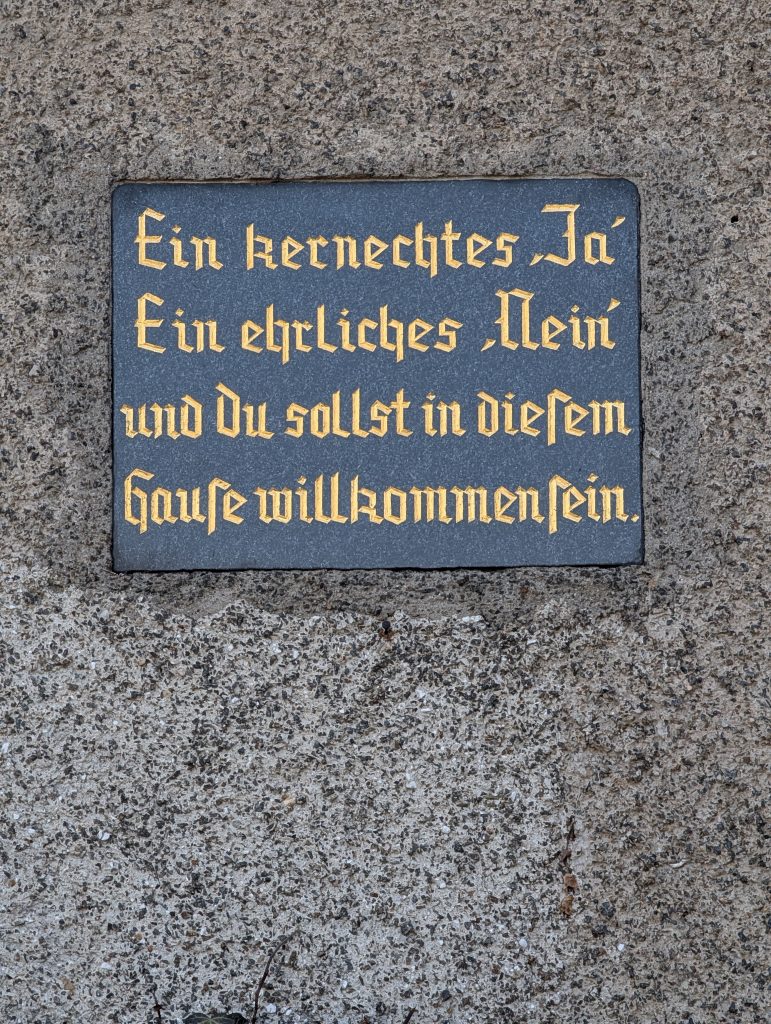 Ein kernechtes ‚Ja‘
Ein ehrliches ‚Nein‘
und Du sollst in dieſem
Hauſe willkommen ſein.